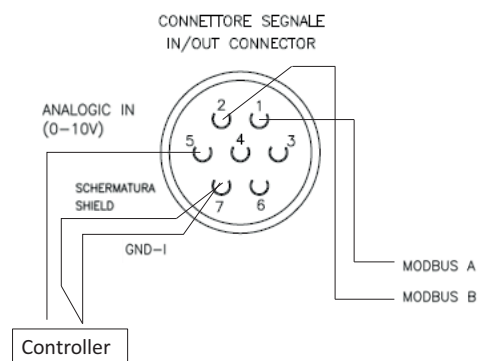 CONNETTORE SEGNALE
IN/OUT CONNECTOR
ANALOGIC IN
(0-10V)
2 1
5 4 3
7 6
SCHERMATURA
SHIELD
GND-I
MODBUS A
MODBUS B
Controller